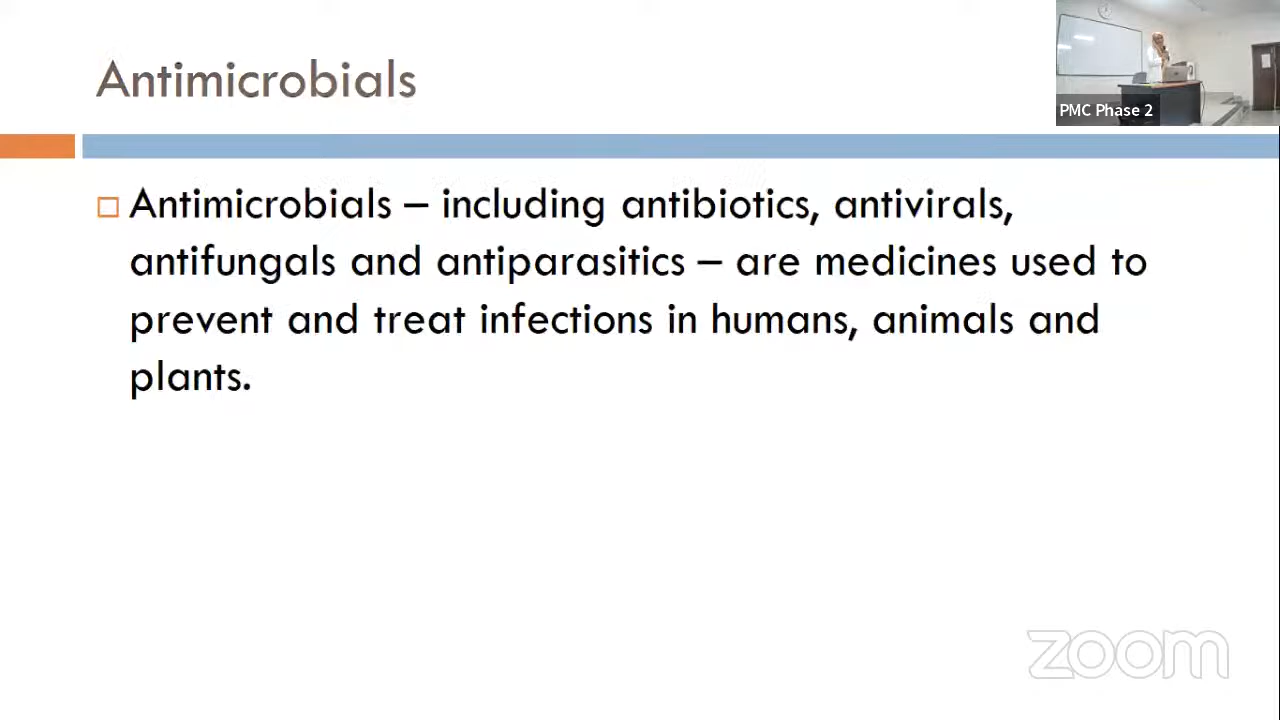 Antimicrobials
PMC Phase 2
Antimicrobials – including antibiotics, antivirals,
antifungals and antiparasitics – are medicines used to
prevent and treat infections in humans, animals and
plants.
zoom